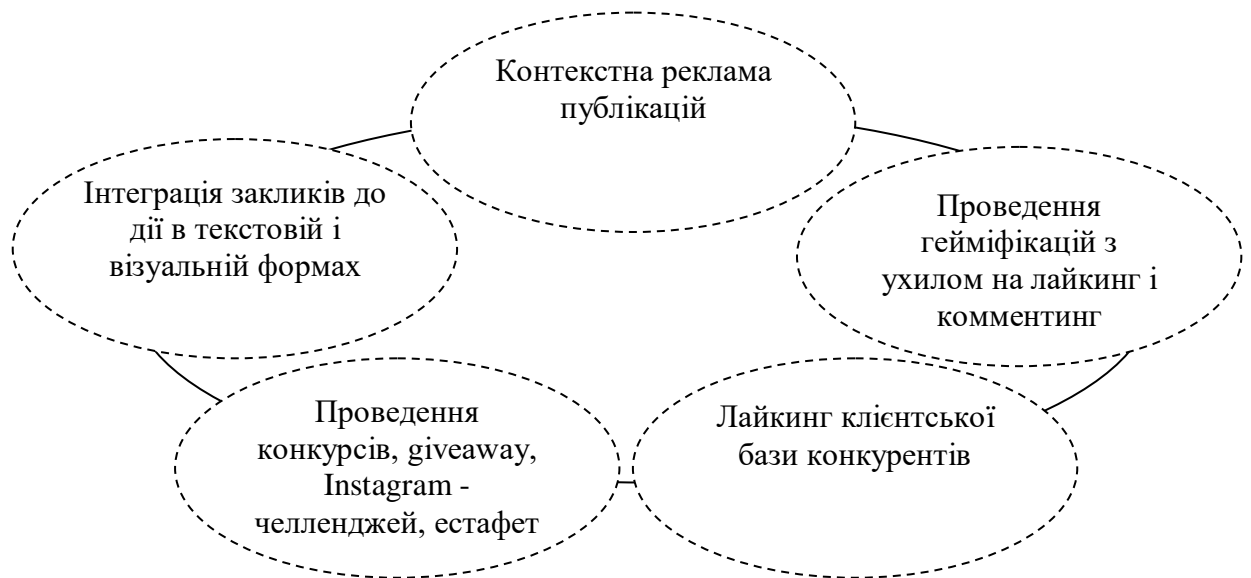 Контекстна реклама
публікацій
Інтеграція закликів до
дії в текстовій і
візуальній формах
Проведення
гейміфікацій з
ухилом на лайкинг і
комментинг
Проведення
конкурсів, giveaway,
Instagram -
челленджей, естафет
Лайкинг клієнтської
бази конкурентів